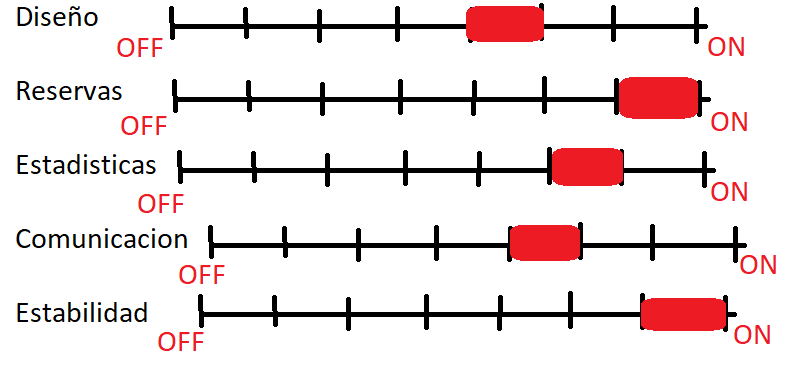 Diseño
OFF ON
Reservas
OFF ON
Estadisticas
OFF ON
Comunicacion
OFF ON
Estabilidad
OFF ON